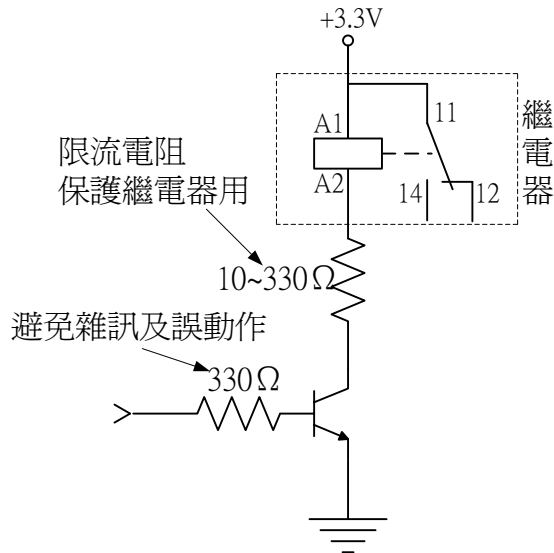 +3.3V
A1
11
繼電器
限流電阻
保護繼電器用
A2
14
12
10~330Ω
避免雜訊及誤動作
330Ω